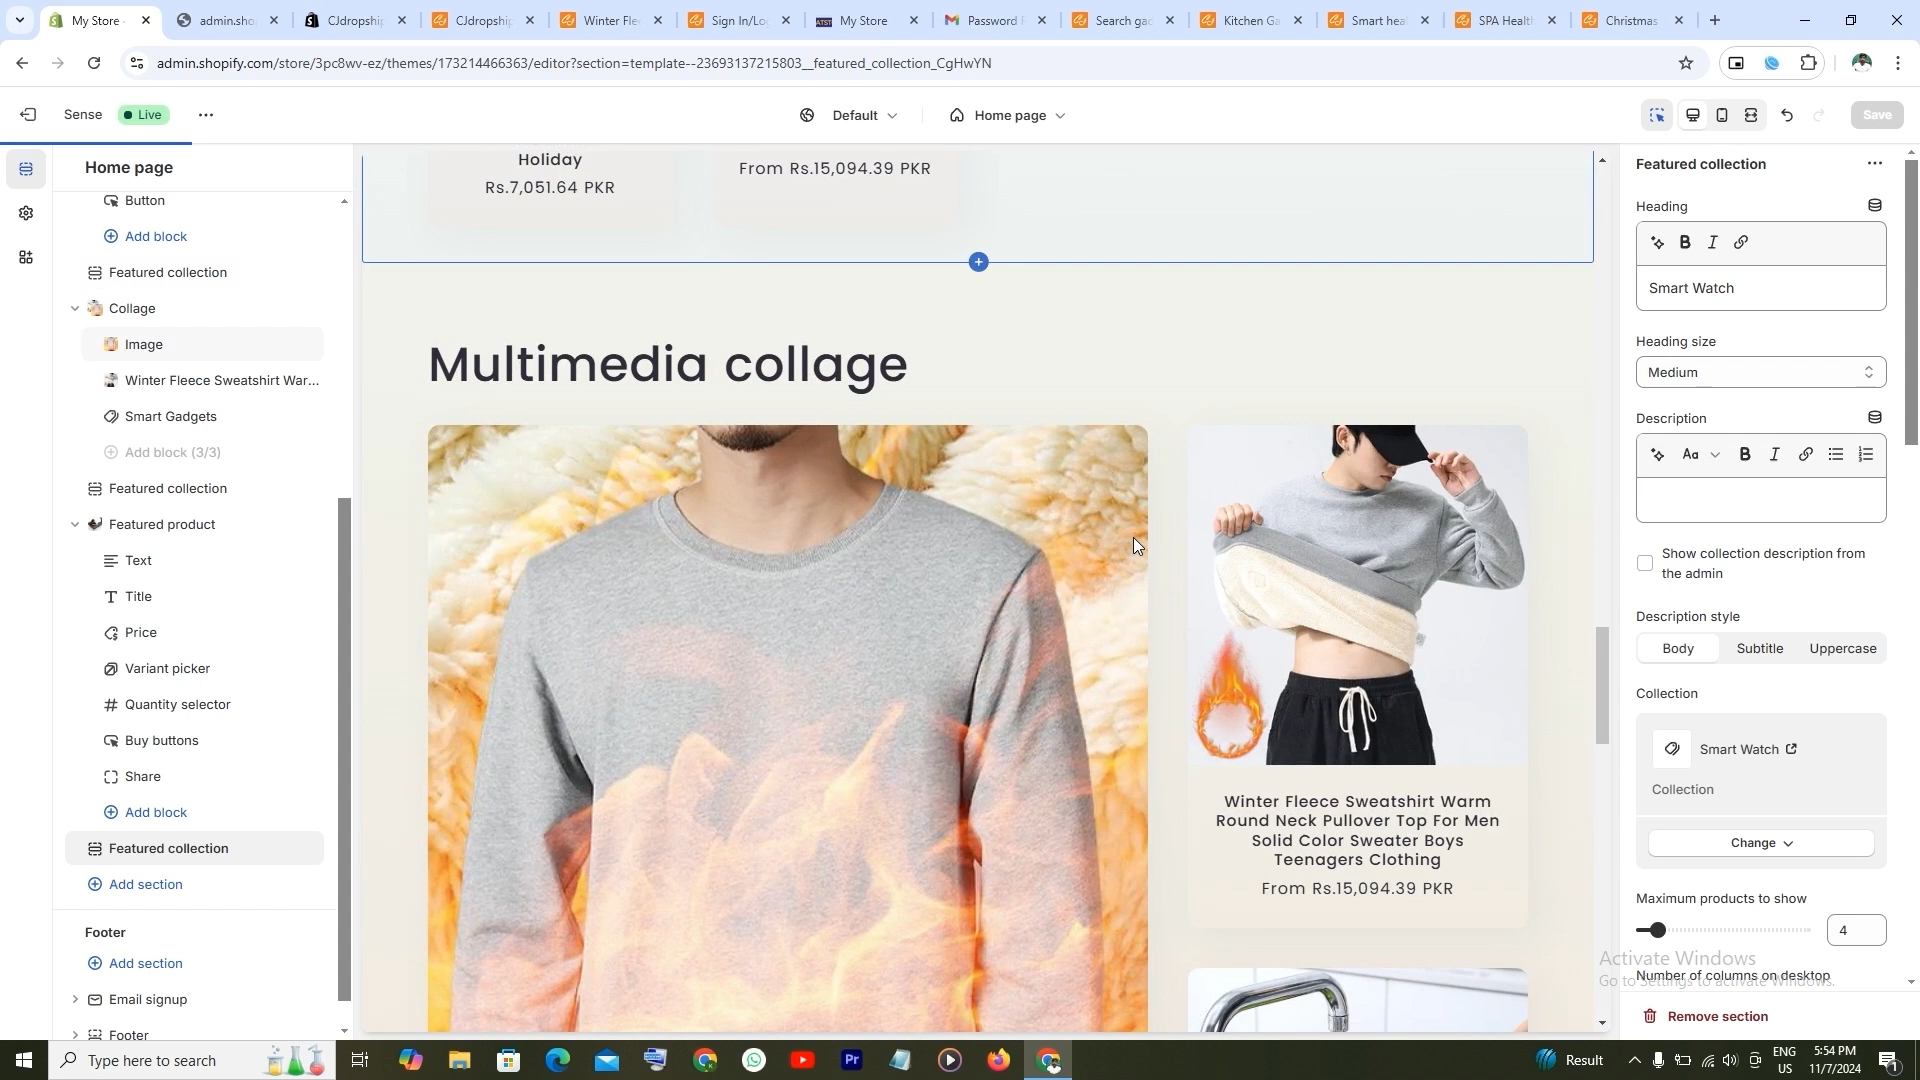 My Store
admin.sho
CJdropship
CJdropship
Winter Fle
Sign In/Lo
ATST My Store
Password
Search gad
Kitchen Ga
Smart heal
SPA Healt
Christmas
admin.shopify.com/store/3pc8wv-ez/themes/173214466363/editor?section=template--23693137215803__featured_collection_CgHwYN
Sense Live
Default
Home page
Save
Home page
Button
Add block
Featured collection
Collage
Image
Winter Fleece Sweatshirt War...
Smart Gadgets
Add block (3/3)
Featured collection
Featured product
Text
Title
Price
Variant picker
Quantity selector
Buy buttons
Share
Add block
Featured collection
Add section
Footer
Add section
Email signup
Footer
Holiday
Rs.7,051.64 PKR
From Rs.15,094.39 PKR
Multimedia collage
Winter Fleece Sweatshirt Warm
Round Neck Pullover Top For Men
Solid Color Sweater Boys
Teenagers Clothing
From Rs.15,094.39 PKR
Featured collection
Heading
B I
Smart Watch
Heading size
Medium
Description
Aa B I
Show collection description from
the admin
Description style
Body Subtitle Uppercase
Collection
Smart Watch
Collection
Change
Maximum products to show
4
Number of columns on desktop
Activate Windows
Go to Settings to activate Windows.
Remove section
Type here to search
Pr
Result
ENG
US
5:54 PM
11/7/2024
1